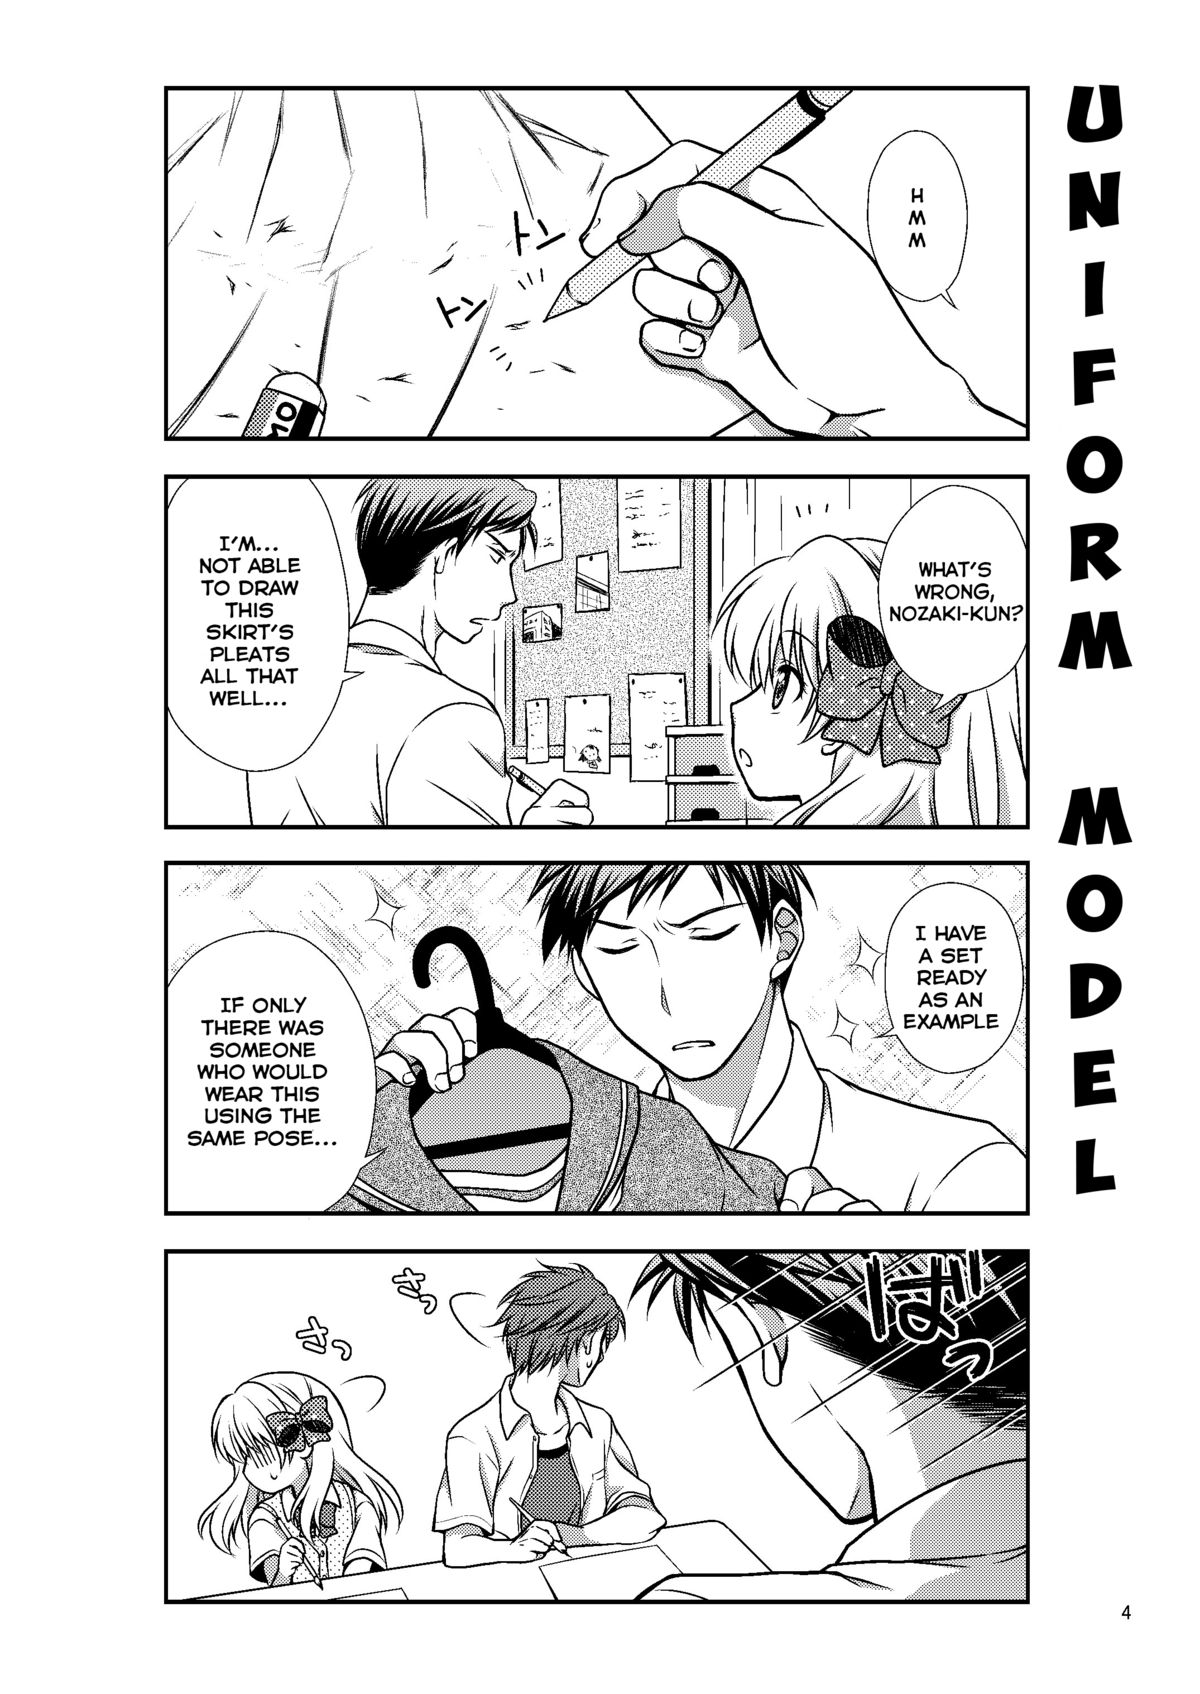 UNIFORM MODEL
HMM
トン
トン
MO
WHAT'S
WRONG,
NOZAKI-KUN?
I'M...
NOT ABLE
TO DRAW
THIS
SKIRT'S
PLEATS
ALL THAT
WELL...
I HAVE
A SET
READY
AS AN
EXAMPLE
IF ONLY
THERE WAS
SOMEONE
WHO WOULD
WEAR THIS
USING THE
SAME POSE...
ばっ
さっ
さっ
4